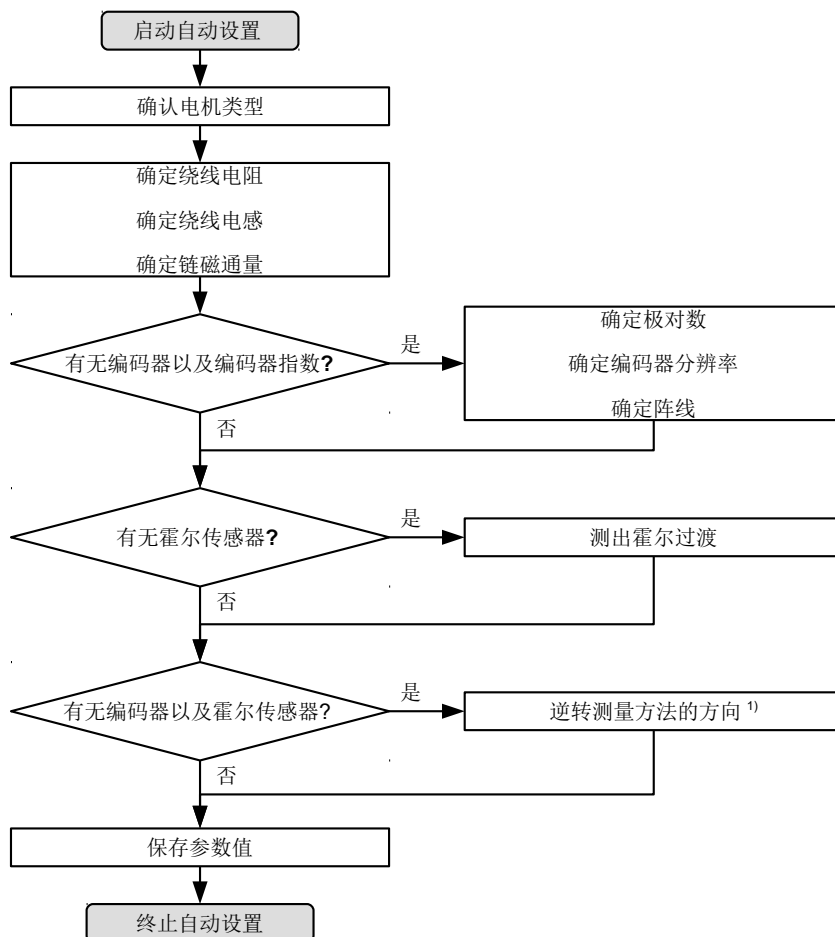 启动自动设置
确认电机类型
确定绕线电阻
确定绕线电感
确定链磁通量
有无编码器以及编码器指数?
是
确定极对数
确定编码器分辨率
确定阵线
否
有无霍尔传感器?
是
测出霍尔过渡
否
有无编码器以及霍尔传感器?
是
逆转测量方法的方向 1)
否
保存参数值
终止自动设置